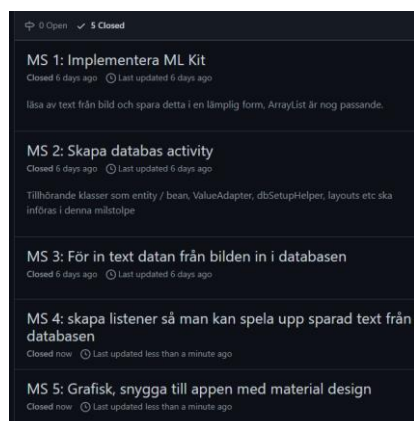 0 Open 5 Closed
MS 1: Implementera ML Kit
Closed 6 days ago Last updated 6 days ago
läsa av text från bild och spara detta i en lämplig form, ArrayList är nog passande.
MS 2: Skapa databas activity
Closed 6 days ago Last updated 6 days ago
Tillhörande klasser som entity / bean, ValueAdapter, dbSetupHelper, layouts etc ska
införas i denna milstolpe
MS 3: För in text datan från bilden in i databasen
Closed 6 days ago Last updated 6 days ago
MS 4: skapa listener så man kan spela upp sparad text från
databasen
Closed now Last updated less than a minute ago
MS 5: Grafisk, snygga till appen med material design
Closed now Last updated less than a minute ago